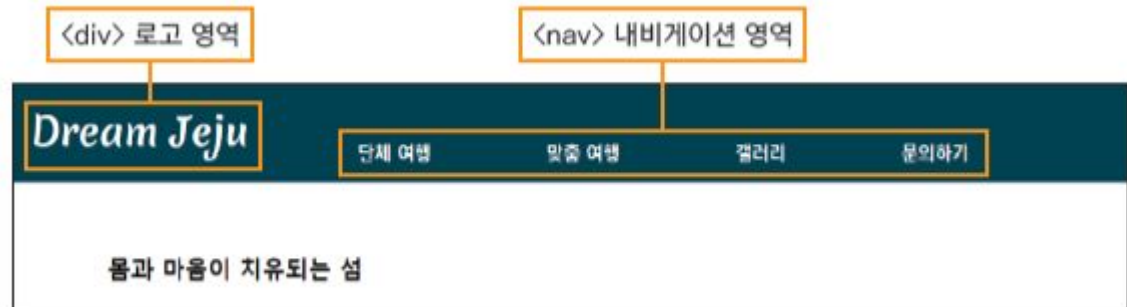 <div> 로고 영역
<nav> 내비게이션 영역
Dream Jeju
단체 여행
맞춤 여행
갤러리
문의하기
몸과 마음이 치유되는 섬